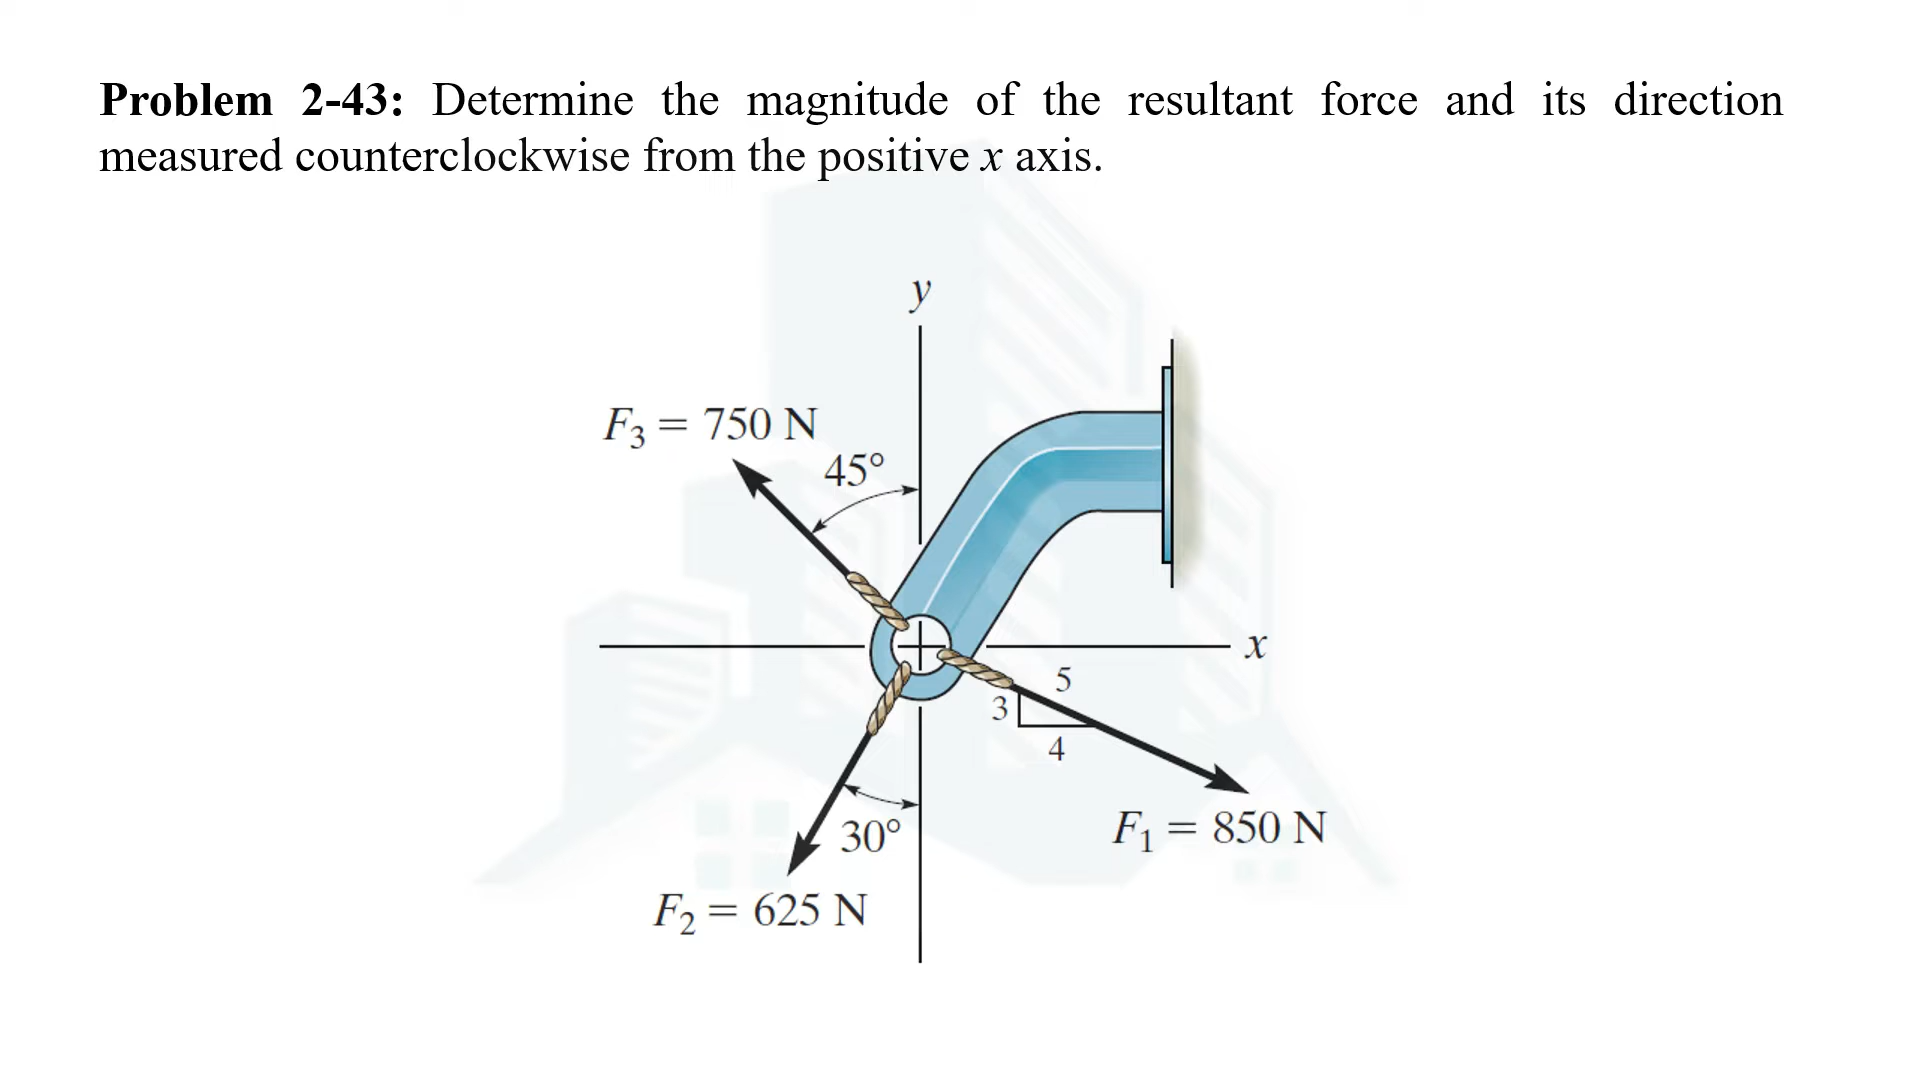 Problem 2-43: Determine the magnitude of the resultant force and its direction
measured counterclockwise from the positive x axis.
y
F₃ = 750 N
45°
x
5
3
4
30°
F₁ = 850 N
F₂ = 625 N